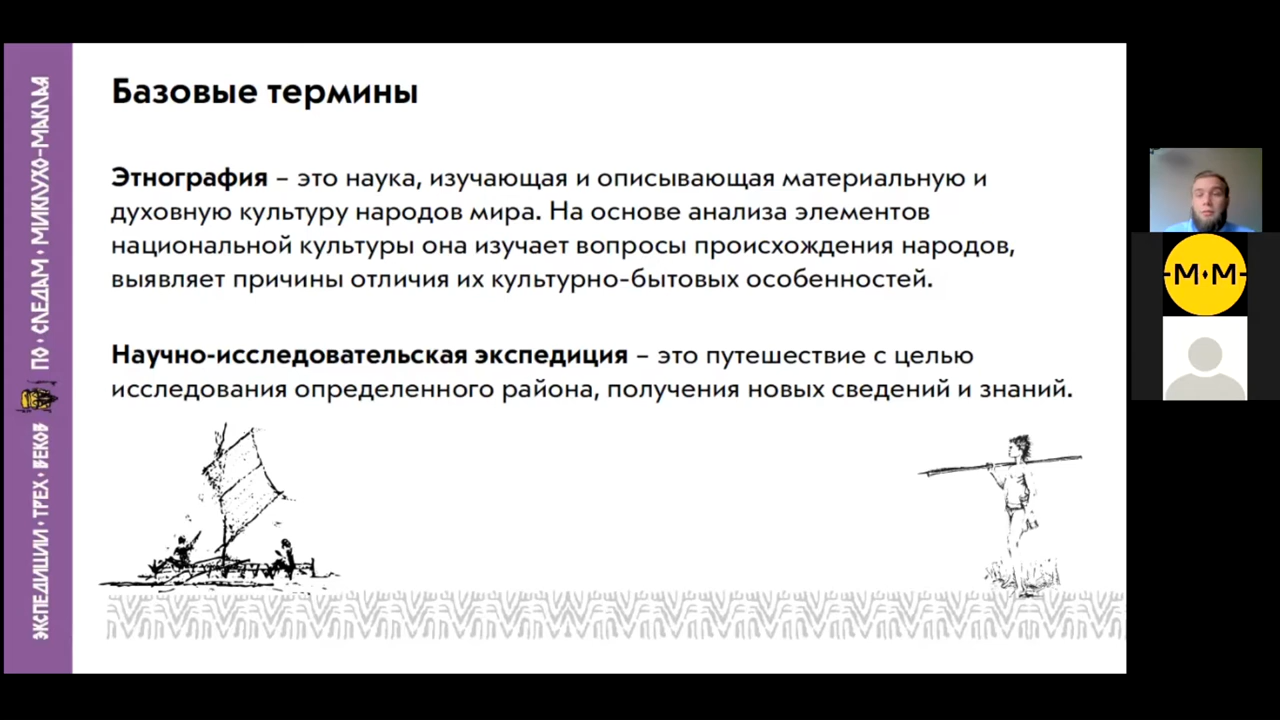 Базовые термины
Этнография – это наука, изучающая и описывающая материальную и
духовную культуру народов мира. На основе анализа элементов
национальной культуры она изучает вопросы происхождения народов,
выявляет причины отличия их культурно-бытовых особенностей.
Научно-исследовательская экспедиция – это путешествие с целью
исследования определенного района, получения новых сведений и знаний.
ЭКСПЕДИЦИИ•ТРЕХ•ВЕКОВ
ПО•СЛЕДАМ•МИКЛУХО-МАКЛАЯ
-М•М-